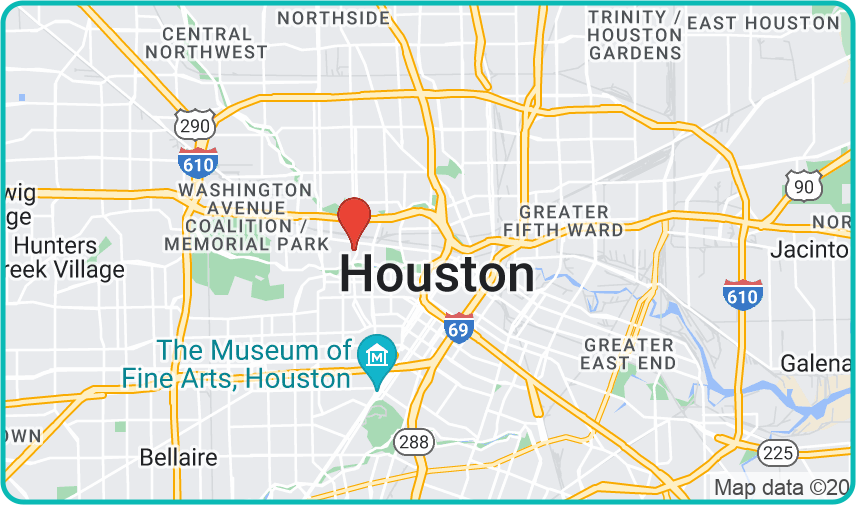 NORTHSIDE
TRINITY /
HOUSTON
GARDENS
EAST HOUSTON
CENTRAL
NORTHWEST
290
610
WASHINGTON
AVENUE
COALITION /
MEMORIAL PARK
90
wig
ge
GREATER
FIFTH WARD
NOR
Hunters
reek Village
Jacinto
Houston
610
69
The Museum of
Fine Arts, Houston
GREATER
EAST END
Galena
OWN
288
Bellaire
225
Map data ©20